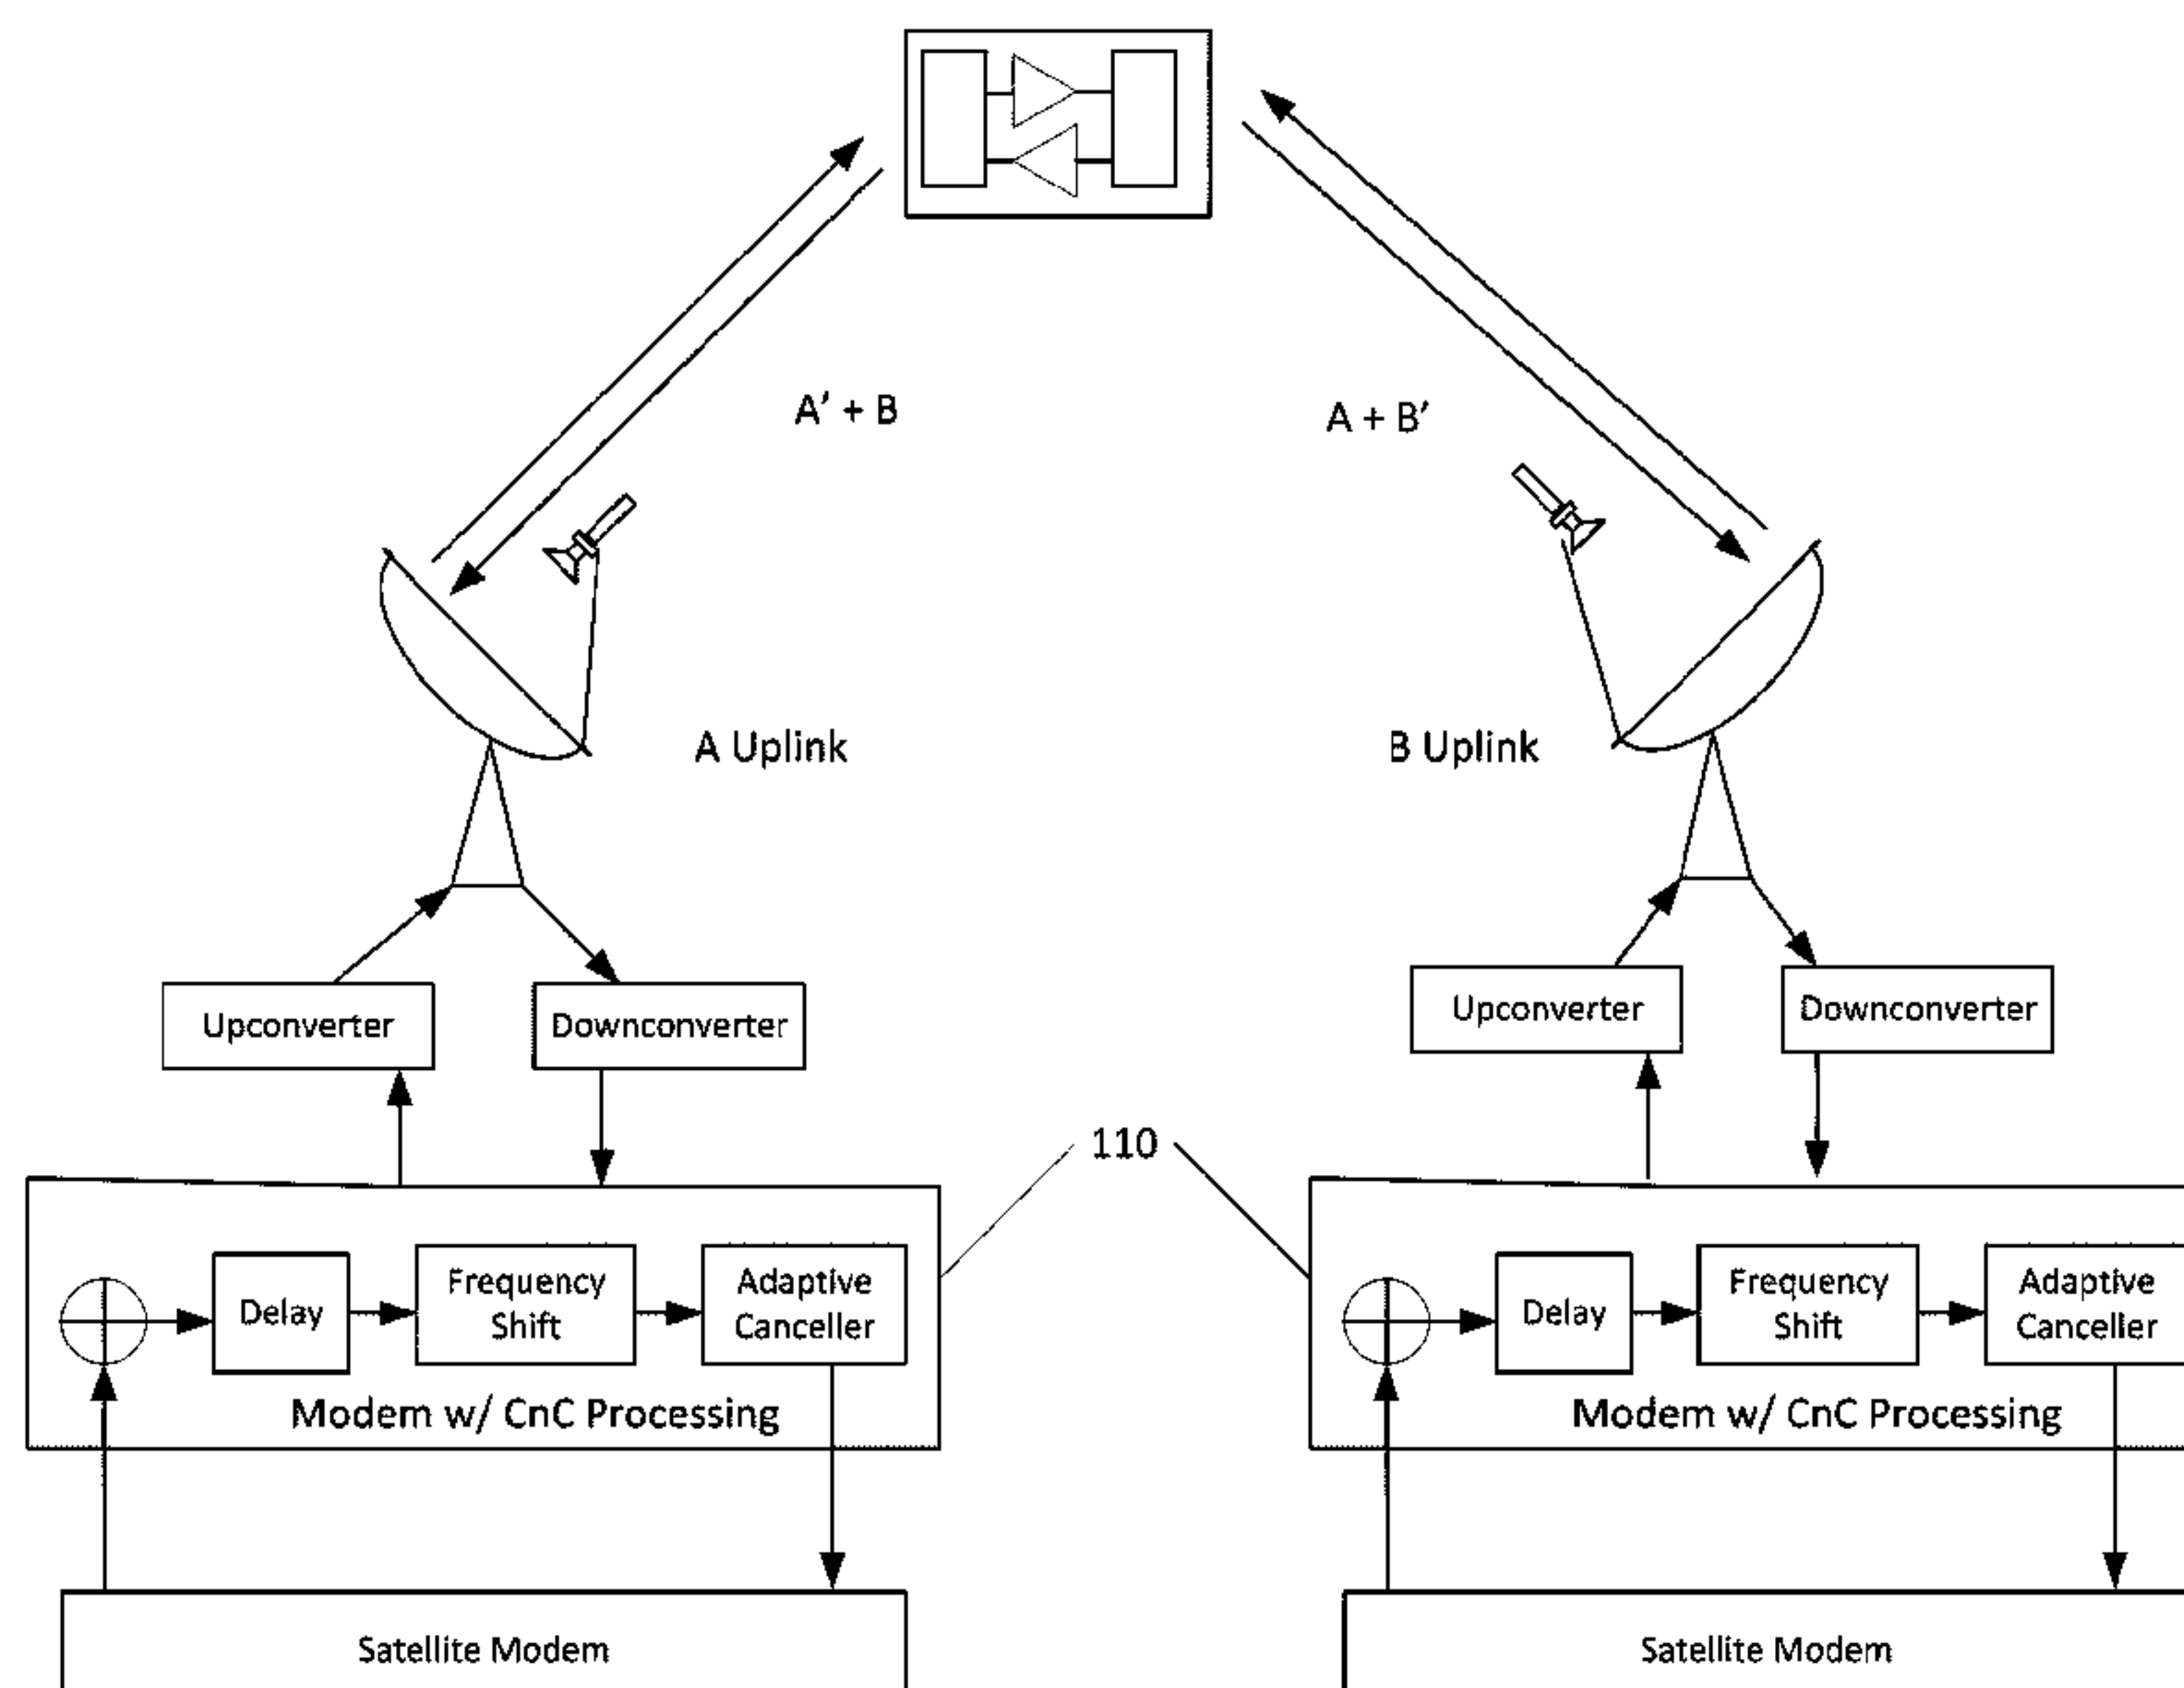 A' + B
A + B'
A Uplink
B Uplink
Upconverter
Downconverter
Upconverter
Downconverter
110
Delay
Frequency
Shift
Adaptive
Canceller
Modem w/ CnC Processing
Delay
Frequency
Shift
Adaptive
Canceller
Modem w/ CnC Processing
Satellite Modem
Satellite Modem